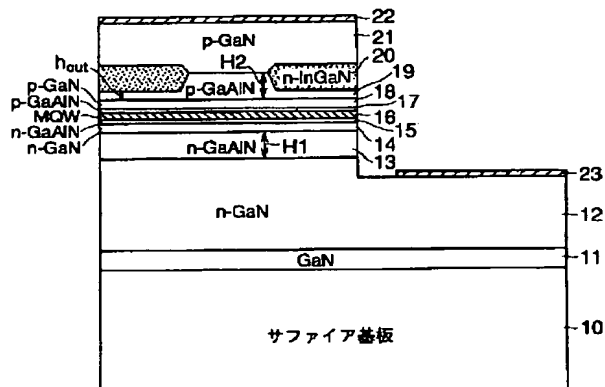 22
21
p-GaN
20
hout
H2
n-InGaN
19
p-GaN
p-GaAlN
18
p-GaAlN
17
MQW
16
n-GaAlN
15
n-GaN
14
n-GaAlN
H1
13
23
n-GaN
12
GaN
11
サファイア基板
10